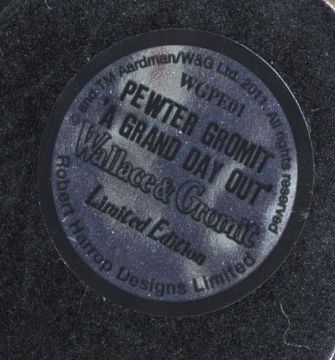 © and TM Aardman/W&G Ltd. 2011. All rights reserved
WGPE01
PEWTER GROMIT
'A GRAND DAY OUT'
Wallace & Gromit
Limited Edition
Robert Harrop Designs Limited